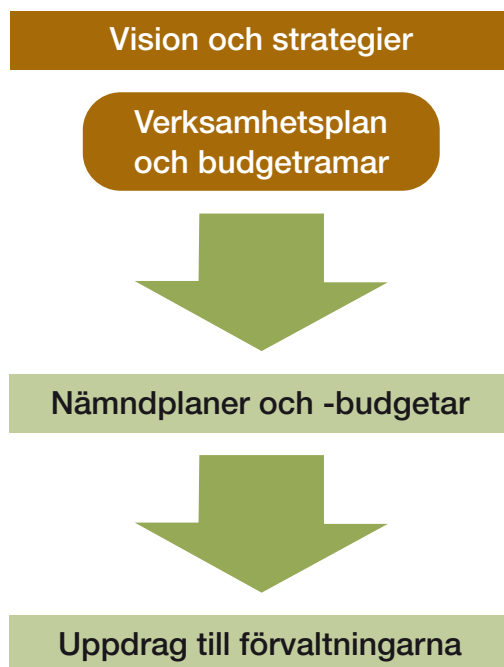 Vision och strategier
Verksamhetsplan
och budgetramar
Nämndplaner och -budgetar
Uppdrag till förvaltningarna